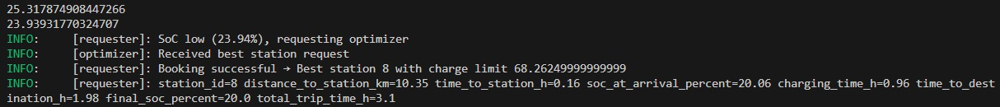 25.317874908447266
23.93931770324707
INFO:     [requester]: SoC low (23.94%), requesting optimizer
INFO:     [optimizer]: Received best station request
INFO:     [requester]: Booking successful → Best station 8 with charge limit 68.26249999999999
INFO:     [requester]: station_id=8 distance_to_station_km=10.35 time_to_station_h=0.16 soc_at_arrival_percent=20.06 charging_time_h=0.96 time_to_dest
ination_h=1.98 final_soc_percent=20.0 total_trip_time_h=3.1